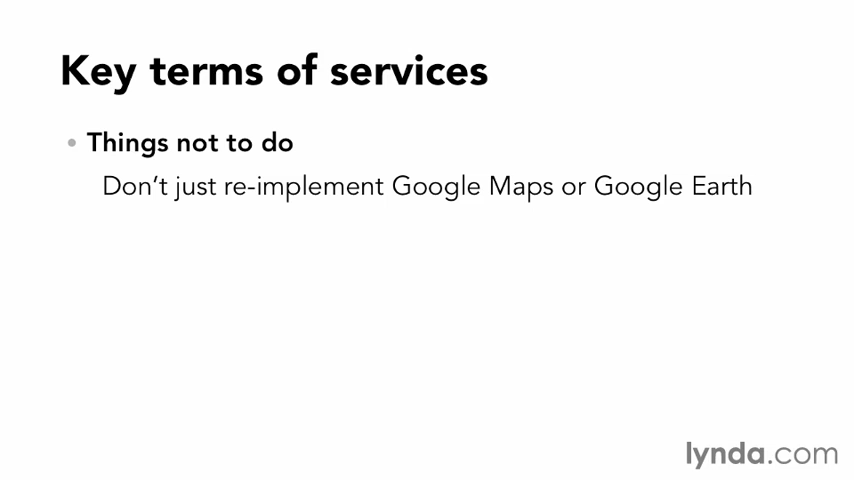 Key terms of services
• Things not to do
Don't just re-implement Google Maps or Google Earth
lynda.com